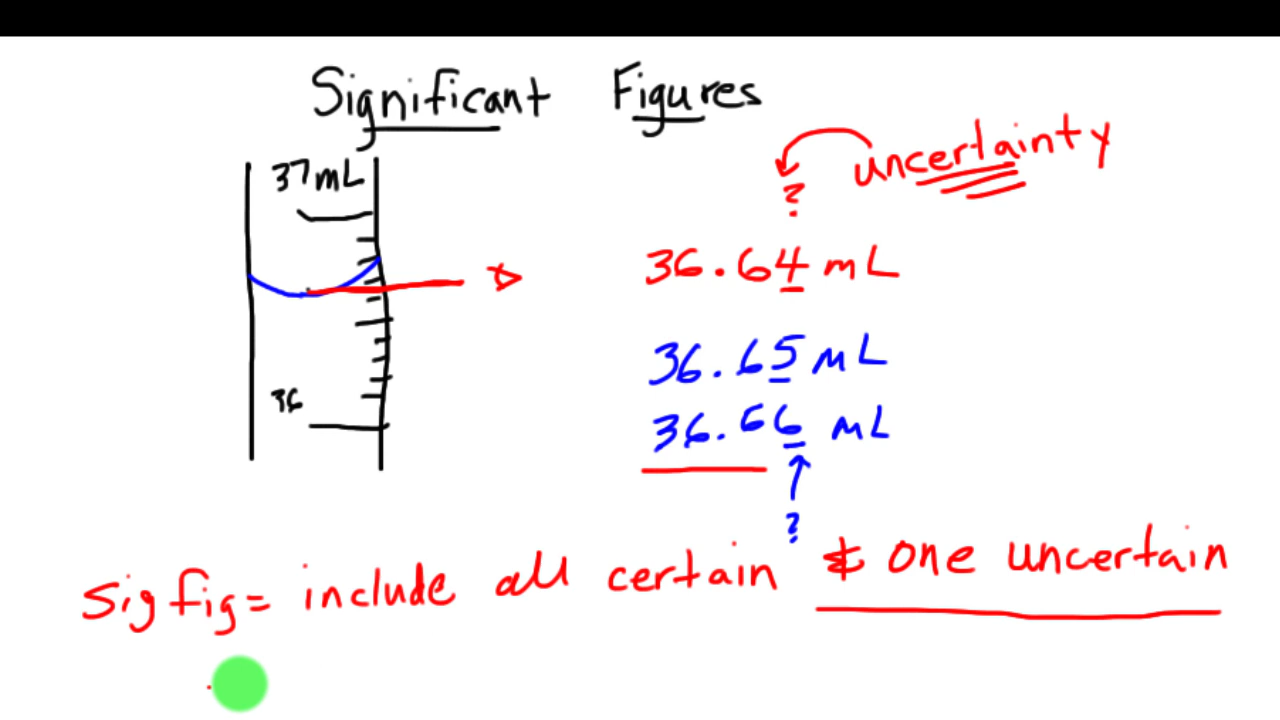 Significant Figures
37mL
uncertainty
?
36.64 mL
36.65 mL
36
36.66 mL
?
sig fig = include all certain & one uncertain